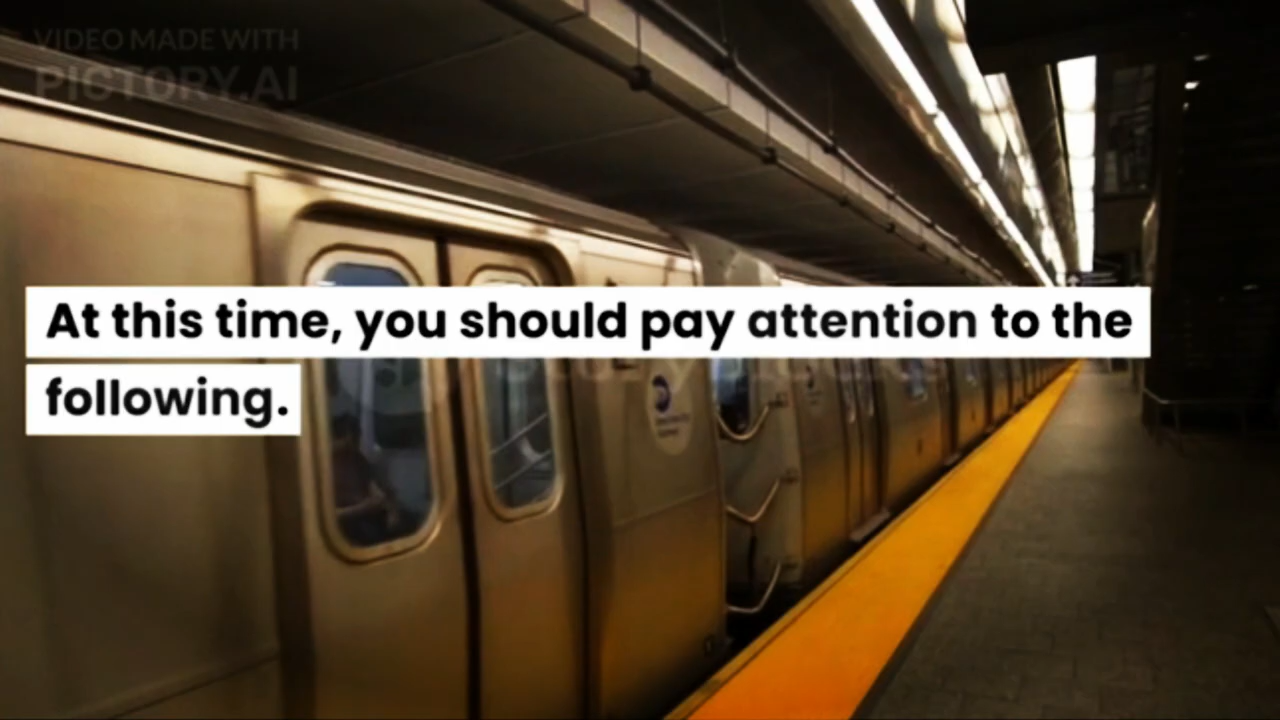 VIDEO MADE WITH
PICTORY.AI
At this time, you should pay attention to the
following.